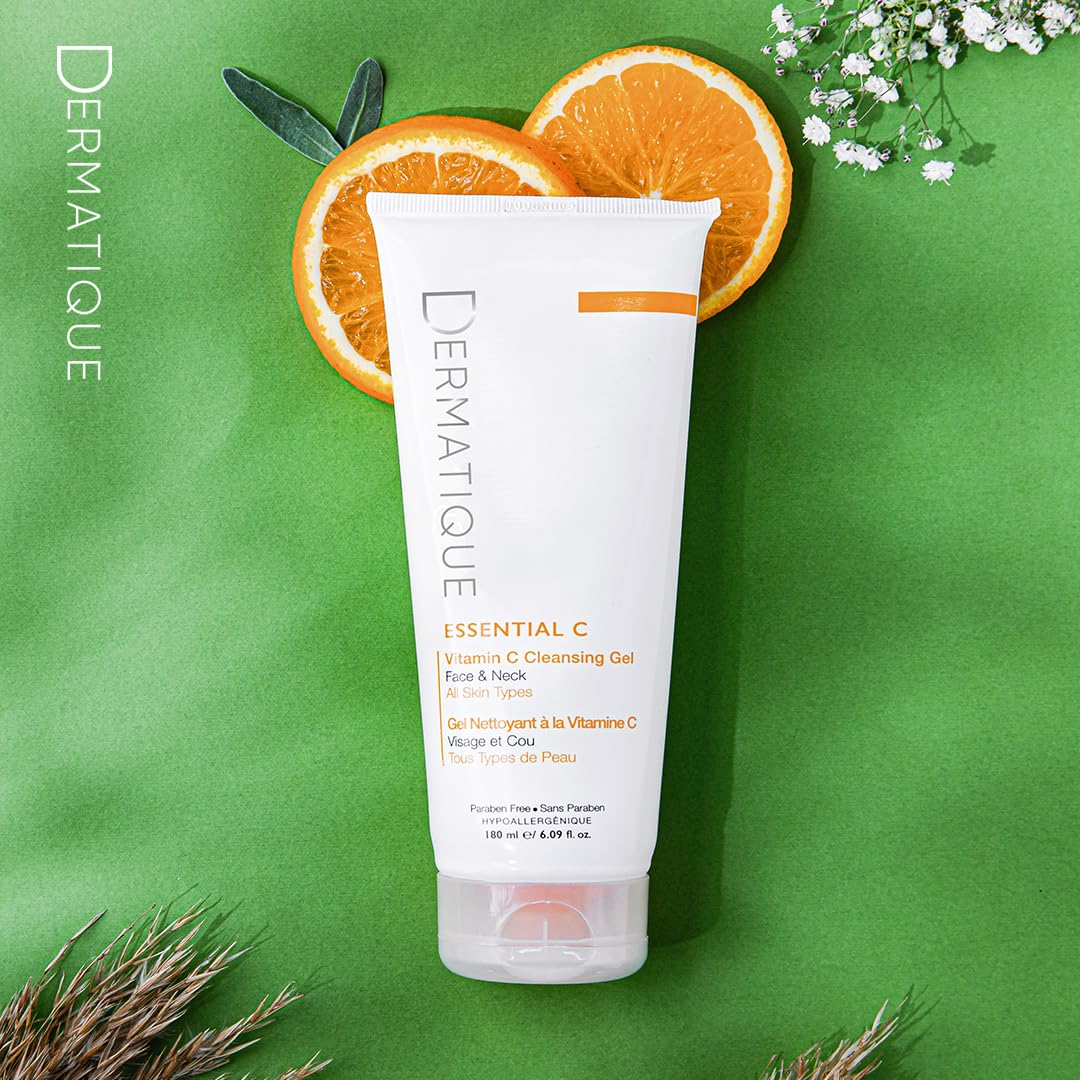 DERMATIQUE
DERMATIQUE
ESSENTIAL C
Vitamin C Cleansing Gel
Face & Neck
All Skin Types
Gel Nettoyant à la Vitamine C
Visage et Cou
Tous Types de Peau
Paraben Free • Sans Paraben
HYPOALLERGÉNIQUE
180 ml ℮/ 6.09 fl. oz.